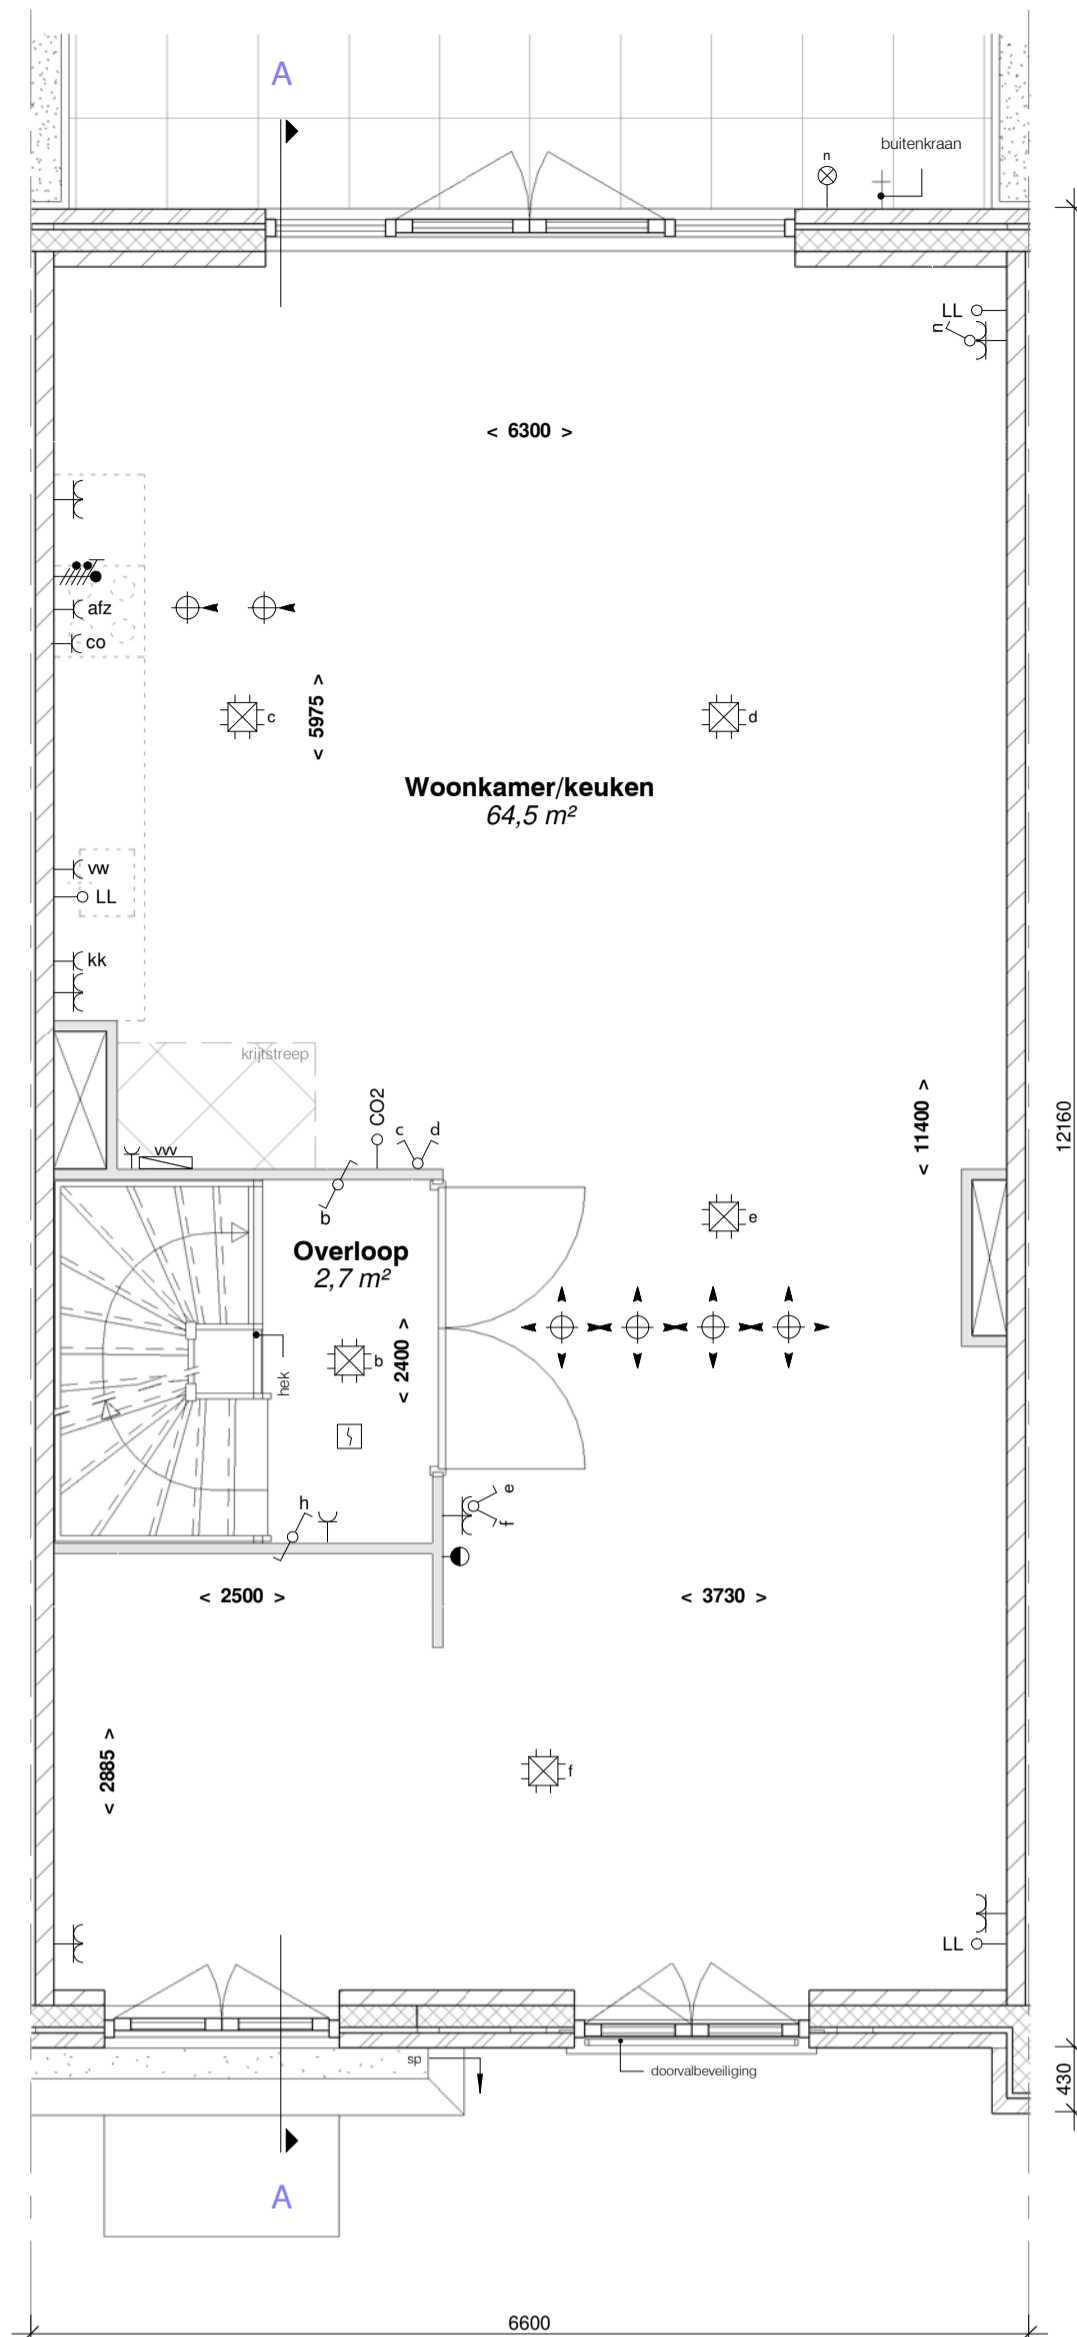 A
buitenkraan
n
LL
n
< 6300 >
afz
co
< 5975 >
c
d
Woonkamer/keuken
64,5 m²
vw
LL
kk
krijtstreep
CO2
c
d
vvv
b
< 11400 >
12160
e
Overloop
2,7 m²
b
< 2400 >
hek
h
e
f
< 2500 >
< 3730 >
< 2885 >
f
LL
sp
doorvalbeveiliging
430
A
6600